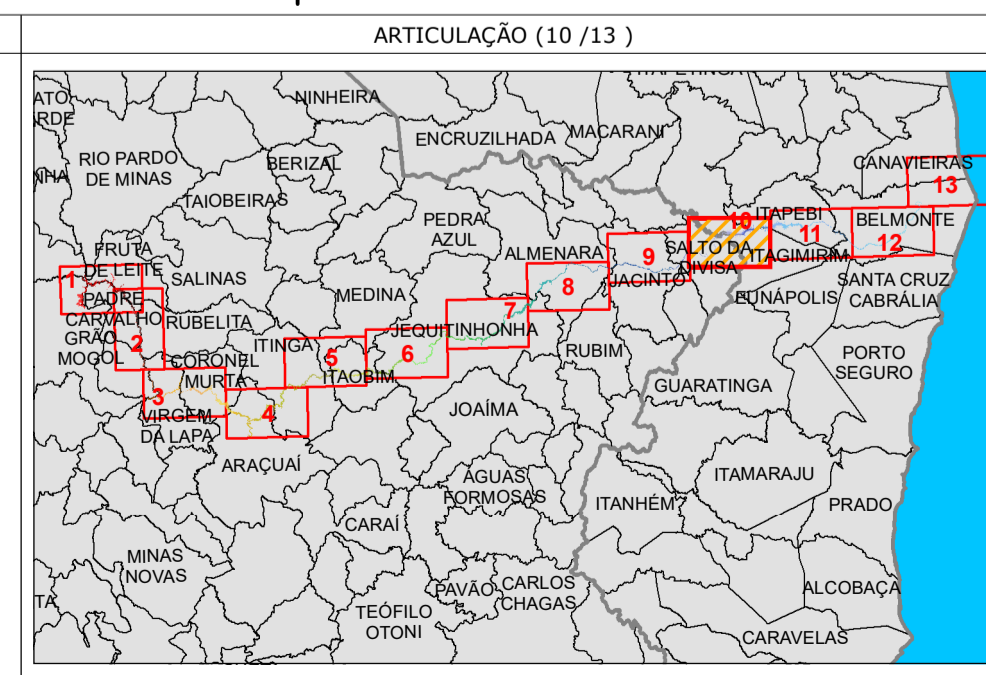 ARTICULAÇÃO (10 /13 )
NINHEIRA
ATO
RDE
ENCRUZILHADA
MACARANI
RIO PARDO
DE MINAS
BERIZAL
CANAVIEIRAS
NHA
13
TAIOBEIRAS
PEDRA
AZUL
10
ITAPEBI
BELMONTE
11
12
FRUTA
DE LEITE
ALMENARA
9
SALTO DA
DIVISA
ITAGIMIRIM
1
SALINAS
8
JACINTO
SANTA CRUZ
CABRÁLIA
PADRE
CARVALHO
MEDINA
7
EUNÁPOLIS
RUBELITA
JEQUITINHONHA
GRÃO
MOGOL
2
ITINGA
5
6
RUBIM
PORTO
SEGURO
CORONEL
MURTA
ITAOBIM
GUARATINGA
3
4
JOAÍMA
VIRGEM
DA LAPA
ARAÇUAÍ
ÁGUAS
FORMOSAS
ITAMARAJU
ITANHÉM
PRADO
CARAÍ
MINAS
NOVAS
PAVÃO
CARLOS
CHAGAS
ALCOBAÇA
TA
TEÓFILO
OTONI
CARAVELAS